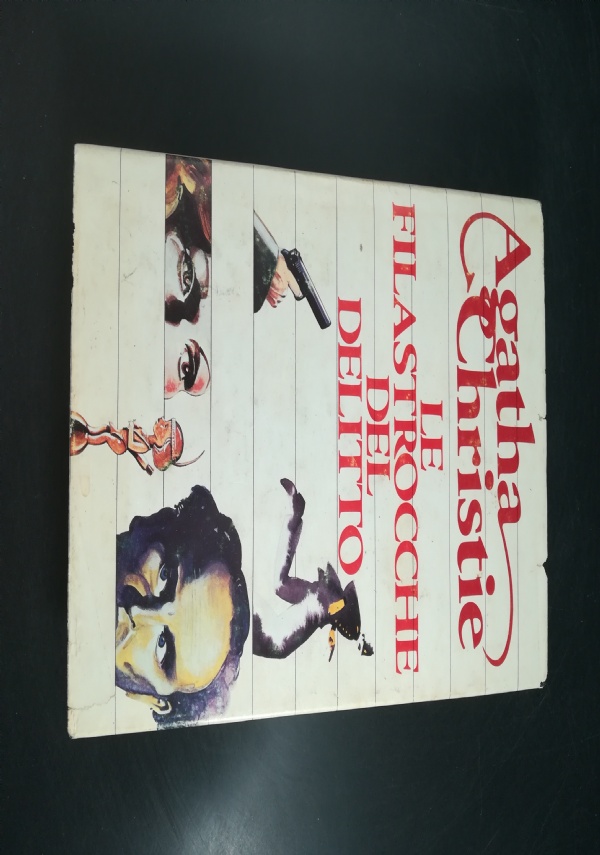 Agatha
Christie
LE
FILASTROCCHE
DEL
DELITTO